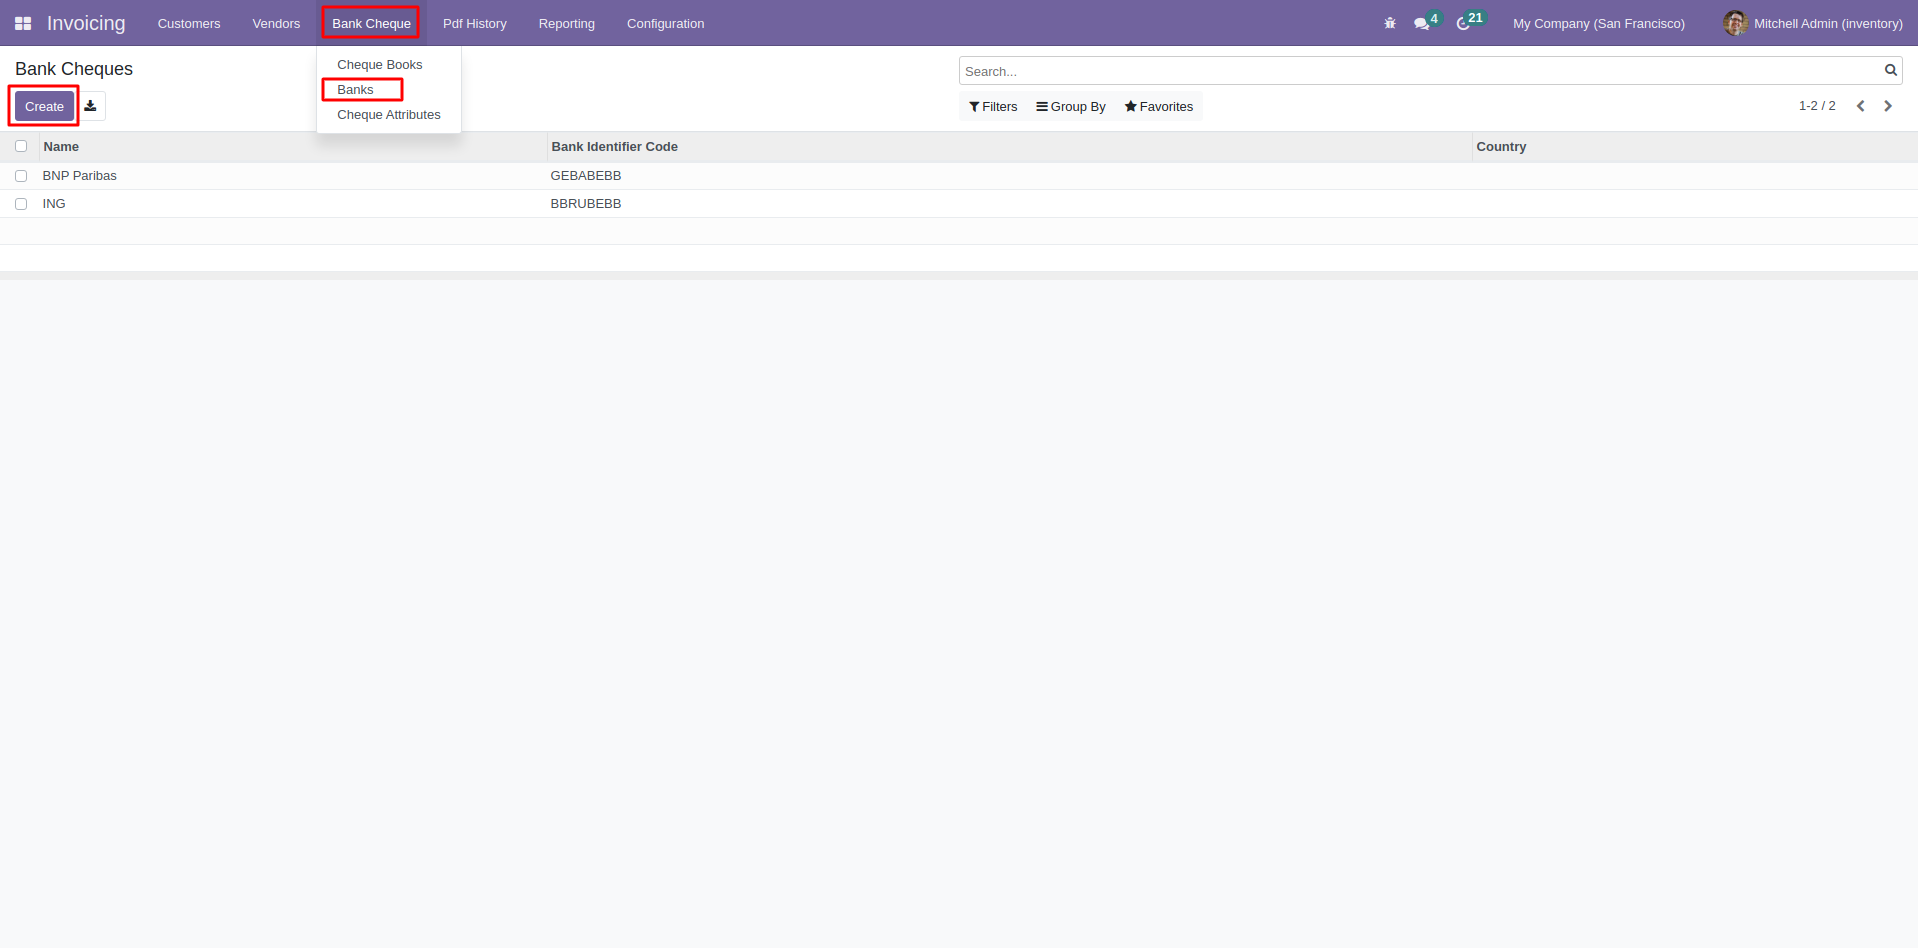 Invoicing Customers Vendors Bank Cheque Pdf History Reporting Configuration 4 21 My Company (San Francisco) Mitchell Admin (inventory)
Cheque Books
Banks
Cheque Attributes
Bank Cheques
Search...
Create
Filters Group By Favorites 1-2 / 2
Name Bank Identifier Code Country
BNP Paribas GEBABEBB
ING BBRUBEBB